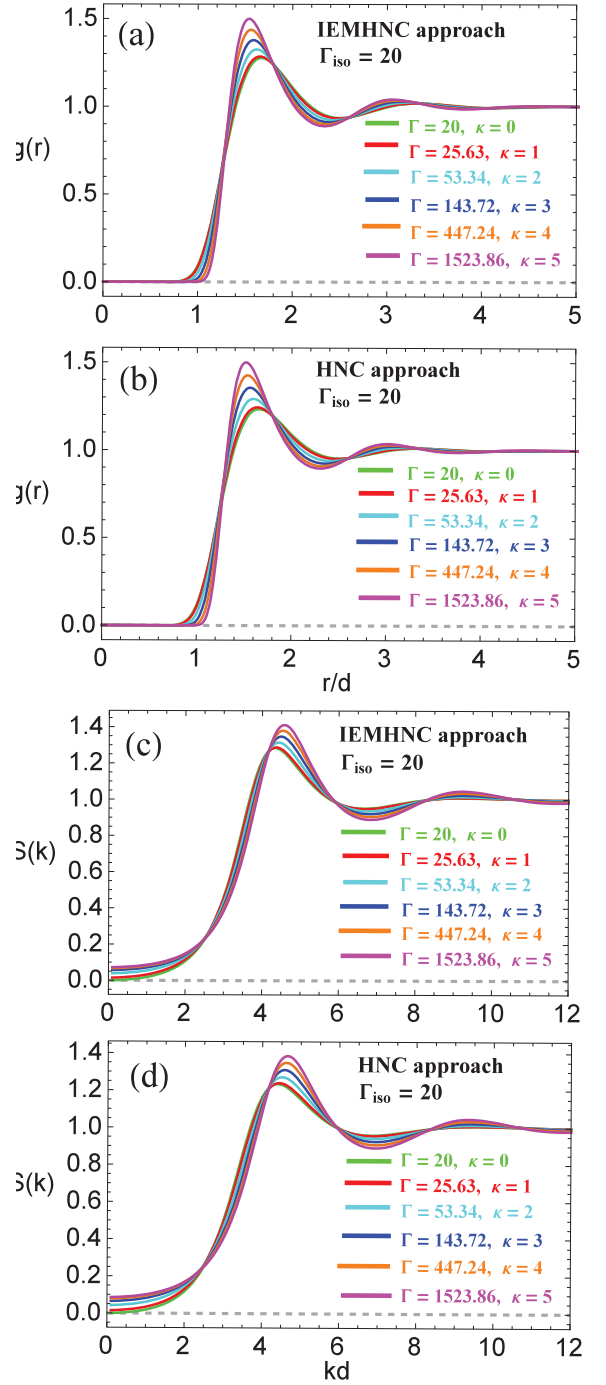 (a)
IEMHNC approach
Γiso = 20
1.5
1.0
0.5
0.0
g(r)
Γ = 20, κ = 0
Γ = 25.63, κ = 1
Γ = 53.34, κ = 2
Γ = 143.72, κ = 3
Γ = 447.24, κ = 4
Γ = 1523.86, κ = 5
0 1 2 3 4 5
(b)
HNC approach
Γiso = 20
1.5
1.0
0.5
0.0
g(r)
Γ = 20, κ = 0
Γ = 25.63, κ = 1
Γ = 53.34, κ = 2
Γ = 143.72, κ = 3
Γ = 447.24, κ = 4
Γ = 1523.86, κ = 5
0 1 2 3 4 5
r/d
(c)
IEMHNC approach
Γiso = 20
1.4
1.2
1.0
0.8
0.6
0.4
0.2
0.0
S(k)
Γ = 20, κ = 0
Γ = 25.63, κ = 1
Γ = 53.34, κ = 2
Γ = 143.72, κ = 3
Γ = 447.24, κ = 4
Γ = 1523.86, κ = 5
0 2 4 6 8 10 12
(d)
HNC approach
Γiso = 20
1.4
1.2
1.0
0.8
0.6
0.4
0.2
0.0
S(k)
Γ = 20, κ = 0
Γ = 25.63, κ = 1
Γ = 53.34, κ = 2
Γ = 143.72, κ = 3
Γ = 447.24, κ = 4
Γ = 1523.86, κ = 5
0 2 4 6 8 10 12
kd